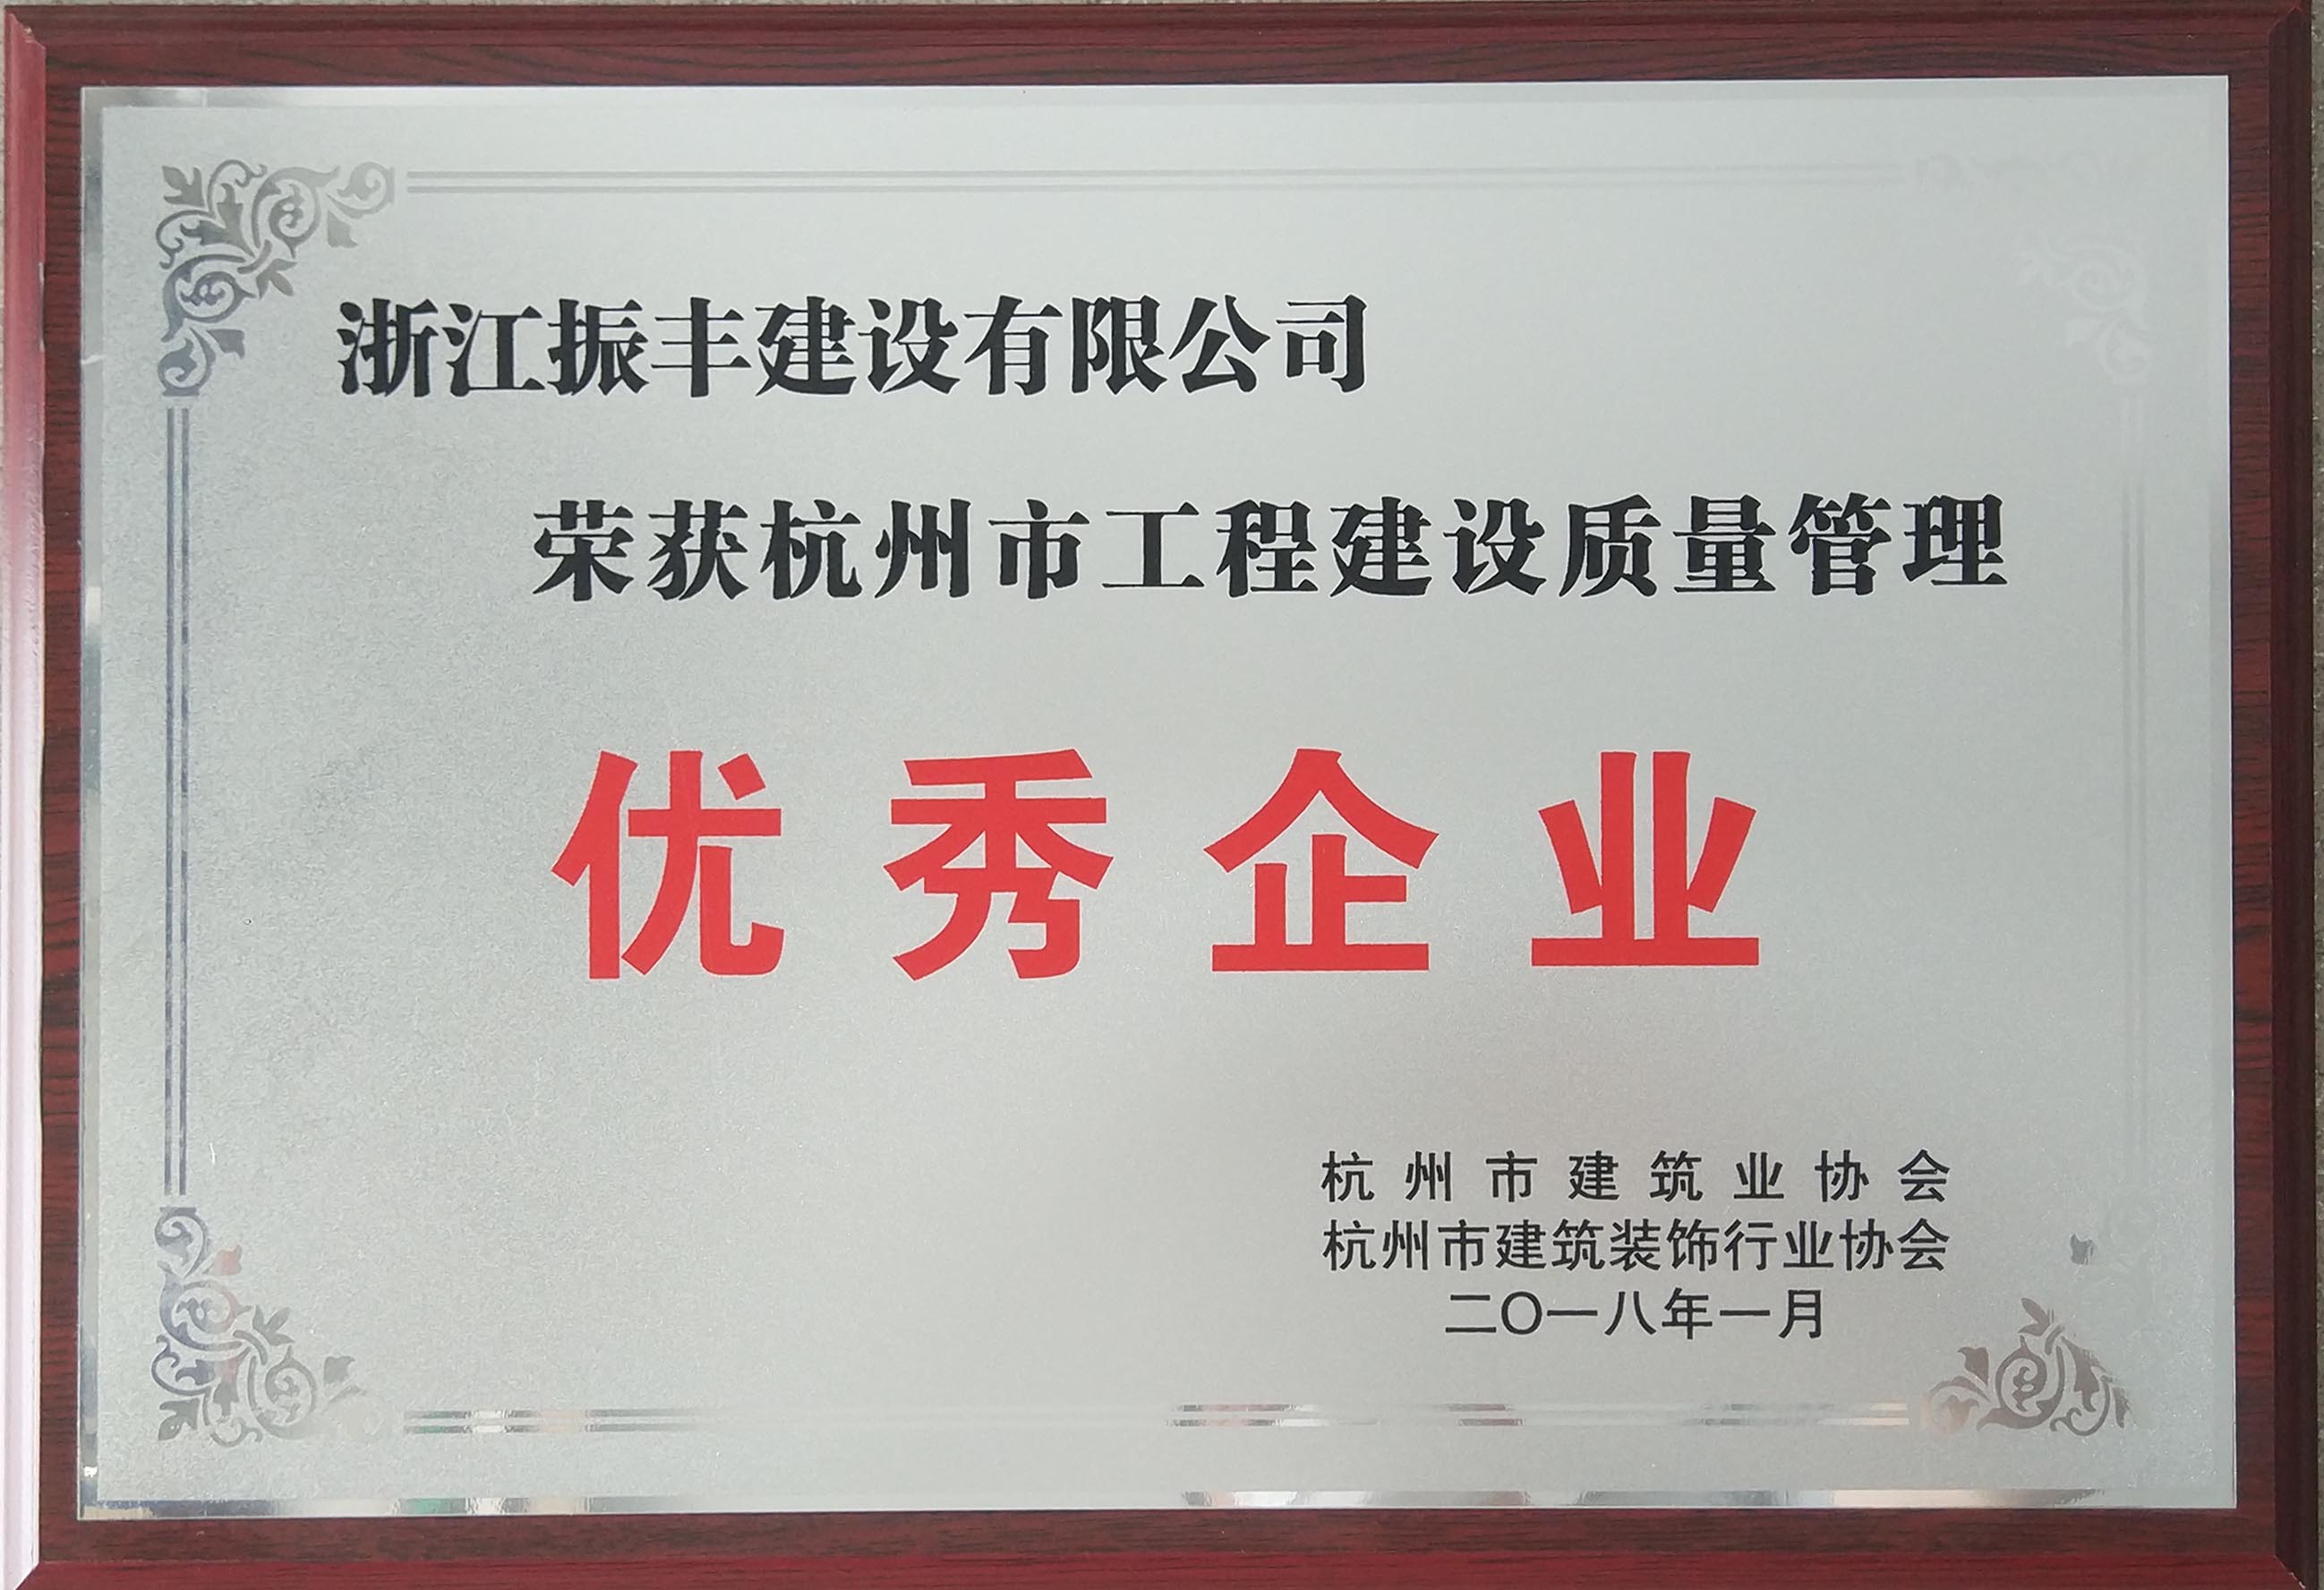 浙江振丰建设有限公司
荣获杭州市工程建设质量管理
优秀企业
杭州市建筑业协会
杭州市建筑装饰行业协会
二〇一八年一月